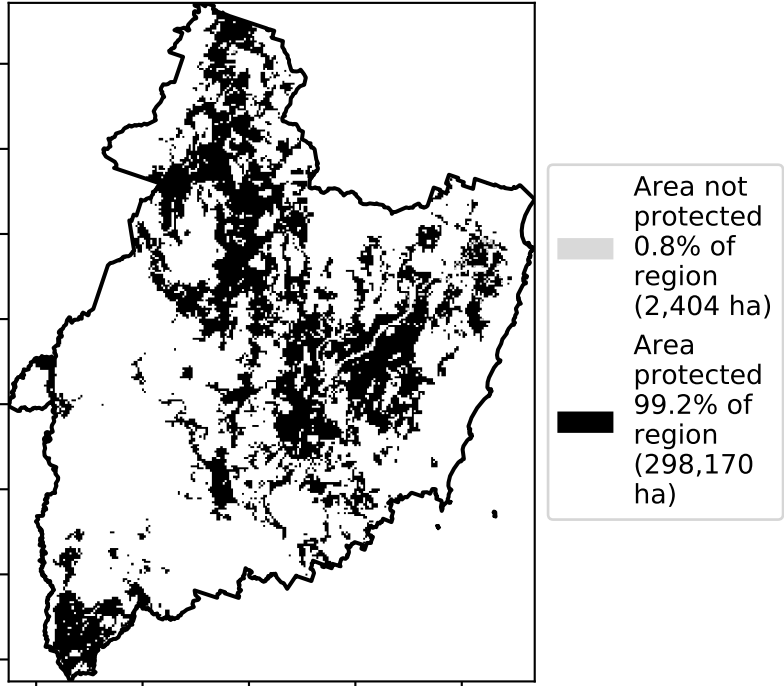 Area not
protected
0.8% of
region
(2,404 ha)
Area
protected
99.2% of
region
(298,170
ha)